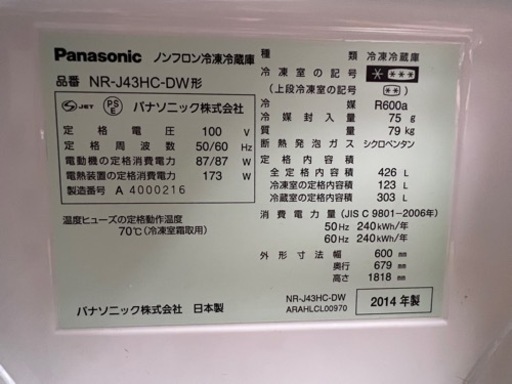 Panasonic ノンフロン冷凍冷蔵庫
品番 NR-J43HC-DW形
JET PSE パナソニック株式会社
定格電圧 100 V
定格周波数 50/60 Hz
電動機の定格消費電力 87/87 W
電熱装置の定格消費電力 173 W
製造番号 A 4000216
温度ヒューズの定格動作温度
70℃(冷凍室霜取用)
パナソニック株式会社 日本製
種類 冷凍冷蔵庫
冷凍室の記号 * ***
(上段冷凍室の記号 **)
冷媒 R600a
冷媒封入量 75 g
質量 79 kg
断熱発泡ガス シクロペンタン
定格内容積
全定格内容積 426 L
冷凍室の定格内容積 123 L
冷蔵室の定格内容積 303 L
消費電力量(JIS C 9801-2006年)
50Hz 240kWh/年
60Hz 240kWh/年
外形寸法 幅 600 mm
奥行 679 mm
高さ 1818 mm
NR-J43HC-DW
ARAHLCL00970
2014年製